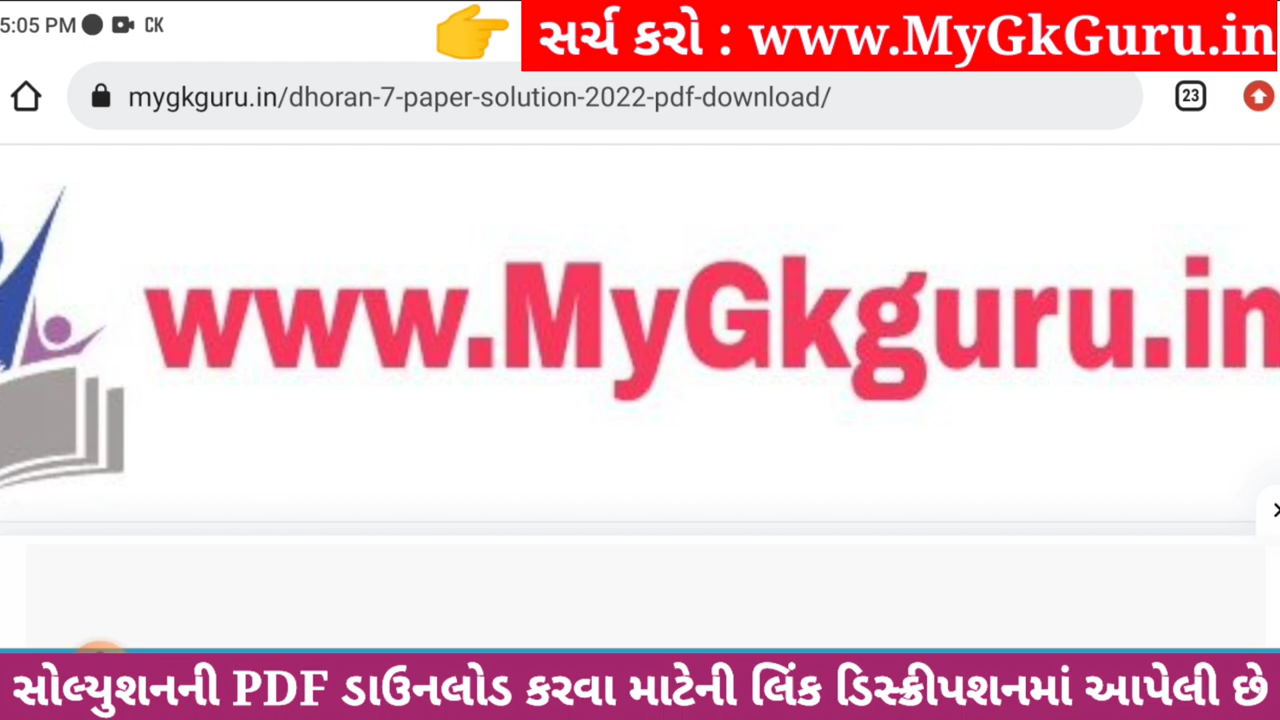 5:05 PM CK
સર્ચ કરો : www.MyGkGuru.in
mygkguru.in/dhoran-7-paper-solution-2022-pdf-download/ 23
www.MyGkguru.in
સોલ્યુશનની PDF ડાઉનલોડ કરવા માટેની લિંક ડિસ્ક્રીપશનમાં આપેલી છે